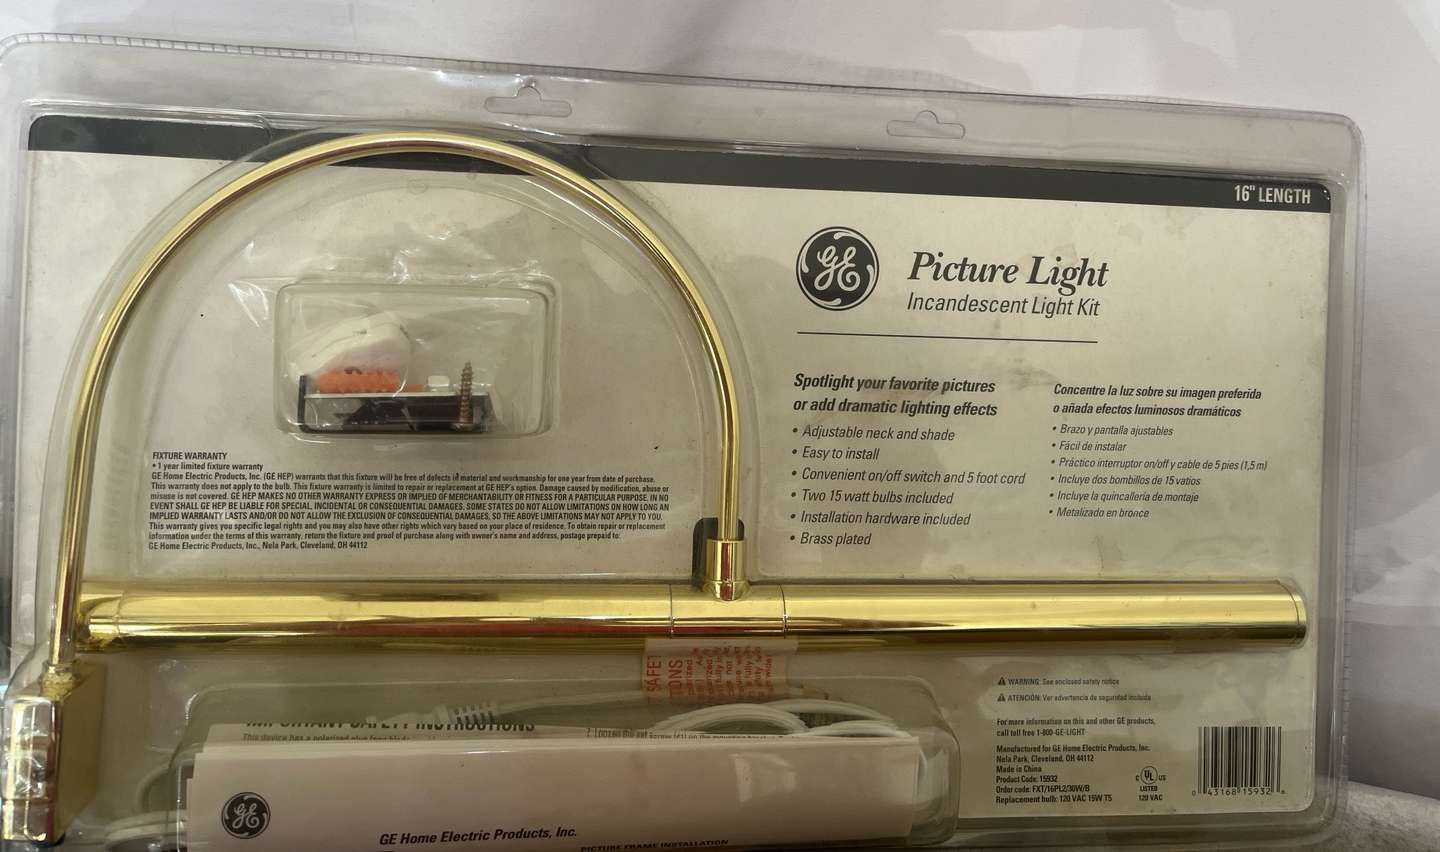 16" LENGTH
GE
Picture Light
Incandescent Light Kit
Spotlight your favorite pictures
or add dramatic lighting effects
• Adjustable neck and shade
• Easy to install
• Convenient on/off switch and 5 foot cord
• Two 15 watt bulbs included
• Installation hardware included
• Brass plated
Concentre la luz sobre su imagen preferida
o añada efectos luminosos dramáticos
• Brazo y pantalla ajustables
• Fácil de instalar
• Práctico interruptor on/off y cable de 5 pies (1,5 m)
• Incluye dos bombillos de 15 vatios
• Incluye la quincallería de montaje
• Metalizado en bronce
FIXTURE WARRANTY
• 1 year limited fixture warranty
GE Home Electric Products, Inc. (GE HEP) warrants that this fixture will be free of defects in material and workmanship for one year from date of purchase.
This warranty does not apply to the bulb. This fixture warranty is limited to repair or replacement at GE HEP's option. Damage caused by modification, abuse or
misuse is not covered. GE HEP MAKES NO OTHER WARRANTY EXPRESS OR IMPLIED OF MERCHANTABILITY OR FITNESS FOR A PARTICULAR PURPOSE. IN NO
EVENT SHALL GE HEP BE LIABLE FOR SPECIAL, INCIDENTAL OR CONSEQUENTIAL DAMAGES. SOME STATES DO NOT ALLOW LIMITATIONS ON HOW LONG AN
IMPLIED WARRANTY LASTS AND/OR DO NOT ALLOW THE EXCLUSION OF CONSEQUENTIAL DAMAGES, SO THE ABOVE LIMITATIONS MAY NOT APPLY TO YOU.
This warranty gives you specific legal rights and you may also have other rights which vary based on your place of residence. To obtain repair or replacement
information under the terms of this warranty, return the fixture and proof of purchase along with owner's name and address, postage prepaid to:
GE Home Electric Products, Inc., Nela Park, Cleveland, OH 44112
SAFET
IMPORTANT SAFETY INSTRUCTIONS
This device has a polarized plug
⚠ WARNING: See enclosed safety notice
⚠ ATENCIÓN: Ver advertencia de seguridad incluida
For more information on this and other GE products,
call toll free 1-800-GE-LIGHT
Manufactured for GE Home Electric Products, Inc.
Nela Park, Cleveland, OH 44112
Made in China
Product Code: 15932
Order code: FXT/16PL2/30W/B
Replacement bulb: 120 VAC 15W T5
C UL US
LISTED
120 VAC
0 43168 15932
GE
GE Home Electric Products, Inc.
PICTURE FRAME INSTALLATION